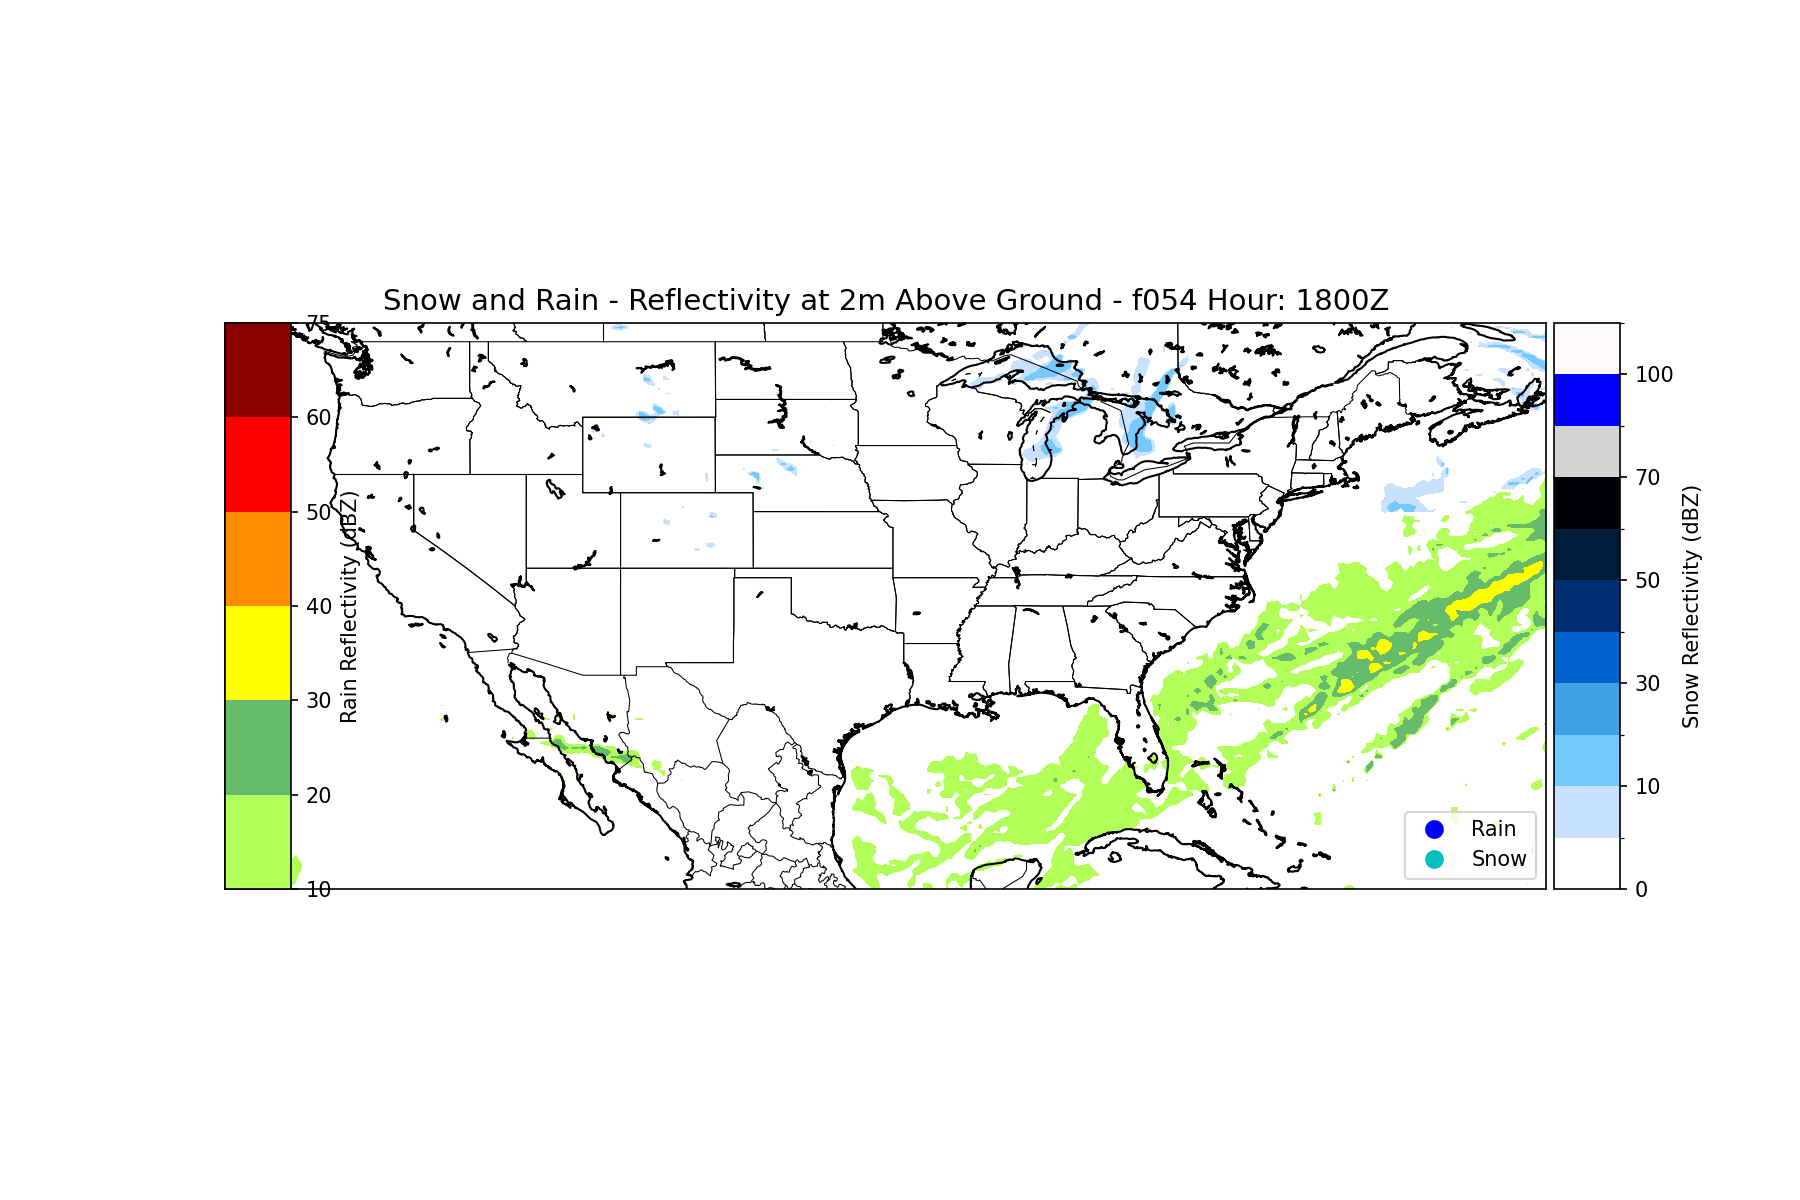 Snow and Rain - Reflectivity at 2m Above Ground - f054 Hour: 1800Z
75
60
50
40
30
20
10
Rain Reflectivity (dBZ)
100
70
50
30
10
0
Snow Reflectivity (dBZ)
Rain
Snow